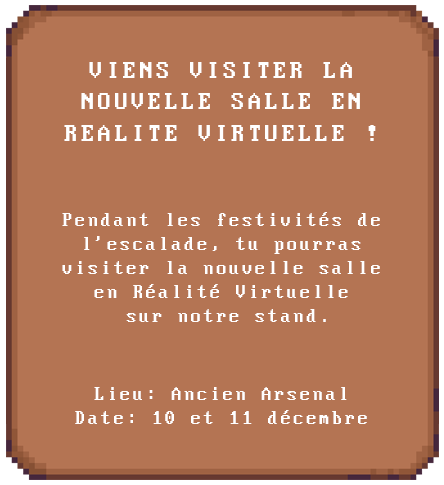 VIENS VISITER LA
NOUVELLE SALLE EN
REALITE VIRTUELLE !
Pendant les festivités de
l'escalade, tu pourras
visiter la nouvelle salle
en Réalité Virtuelle
sur notre stand.
Lieu: Ancien Arsenal
Date: 10 et 11 décembre